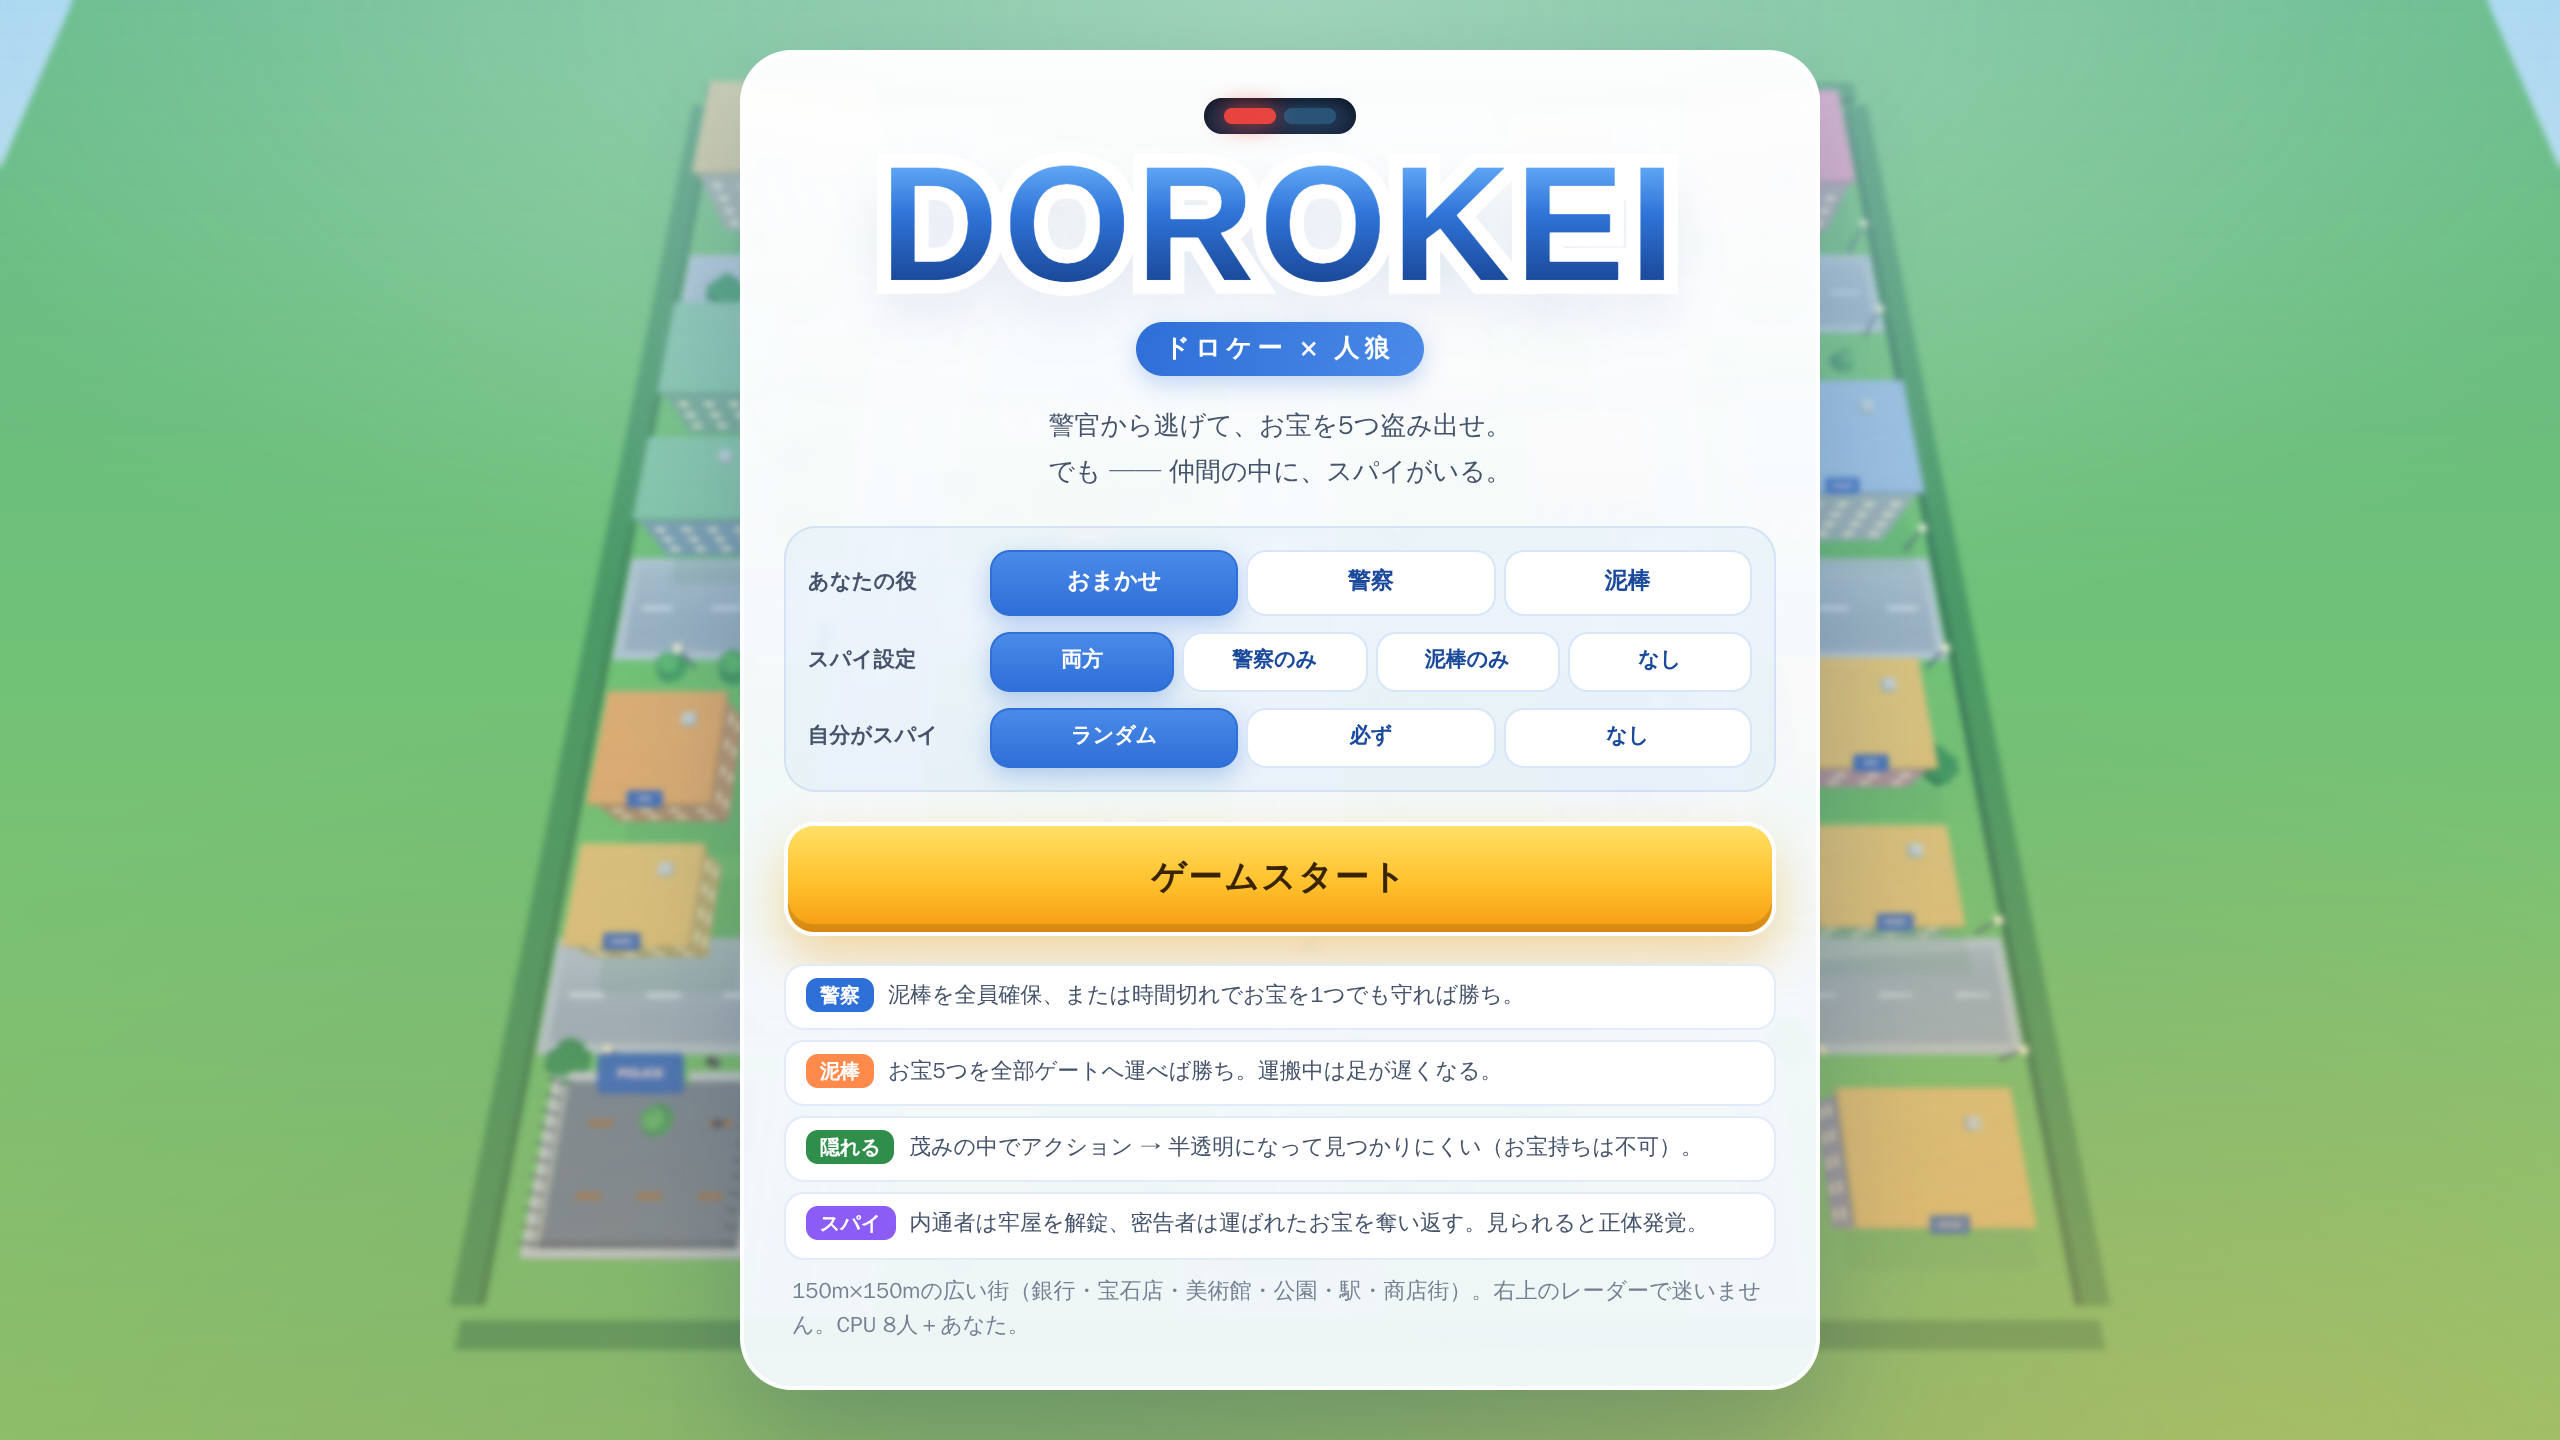 DOROKEI
ドロケー × 人狼
警官から逃げて、お宝を5つ盗み出せ。
でも ―― 仲間の中に、スパイがいる。
あなたの役 おまかせ 警察 泥棒
スパイ設定 両方 警察のみ 泥棒のみ なし
自分がスパイ ランダム 必ず なし
ゲームスタート
警察 泥棒を全員確保、または時間切れでお宝を1つでも守れば勝ち。
泥棒 お宝5つを全部ゲートへ運べば勝ち。運搬中は足が遅くなる。
隠れる 茂みの中でアクション → 半透明になって見つかりにくい（お宝持ちは不可）。
スパイ 内通者は牢屋を解錠、密告者は運ばれたお宝を奪い返す。見られると正体発覚。
150m×150mの広い街（銀行・宝石店・美術館・公園・駅・商店街）。右上のレーダーで迷いませ
ん。CPU 8人＋あなた。
POLICE